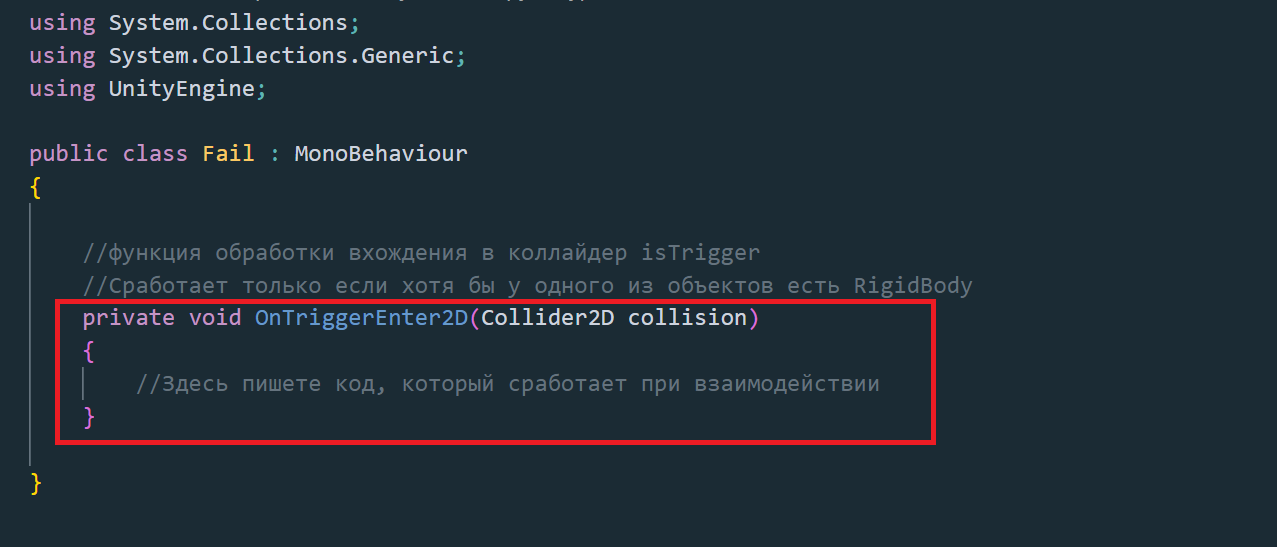 using System.Collections;
using System.Collections.Generic;
using UnityEngine;
public class Fail : MonoBehaviour
{
//функция обработки вхождения в коллайдер isTrigger
//Сработает только если хотя бы у одного из объектов есть RigidBody
private void OnTriggerEnter2D(Collider2D collision)
{
//Здесь пишете код, который сработает при взаимодействии
}
}